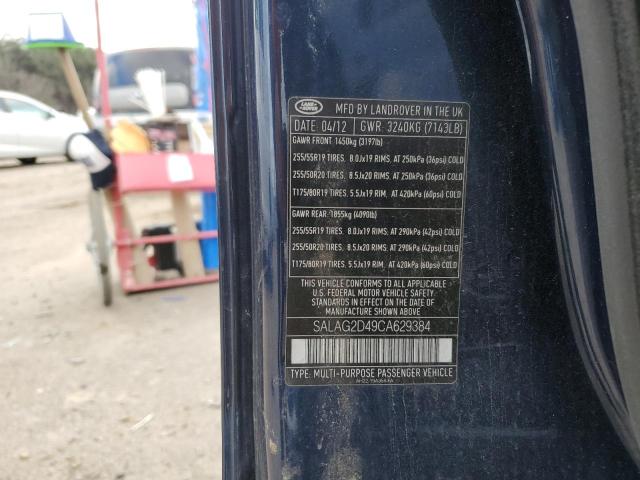 LAND ROVER
MFD BY LANDROVER IN THE UK
DATE 04/12 GWR: 3240KG (7143LB)
GAWR FRONT: 1450kg (3197lb)
255/55R19 TIRES. 8.0Jx19 RIMS. AT 250kPa (36psi) COLD
255/50R20 TIRES. 8.5Jx20 RIMS. AT 250kPa (36psi) COLD
T175/80R19 TIRES. 5.5Jx19 RIM. AT 420kPa (60psi) COLD
GAWR REAR: 1855kg (4090lb)
255/55R19 TIRES. 8.0Jx19 RIMS. AT 290kPa (42psi) COLD
255/50R20 TIRES. 8.5Jx20 RIMS. AT 290kPa (42psi) COLD
T175/80R19 TIRES. 5.5Jx19 RIM. AT 420kPa (60psi) COLD
THIS VEHICLE CONFORMS TO ALL APPLICABLE
U.S. FEDERAL MOTOR VEHICLE SAFETY
STANDARDS IN EFFECT ON THE DATE OF
MANUFACTURE SHOWN ABOVE.
SALAG2D49CA629384
TYPE: MULTI-PURPOSE PASSENGER VEHICLE